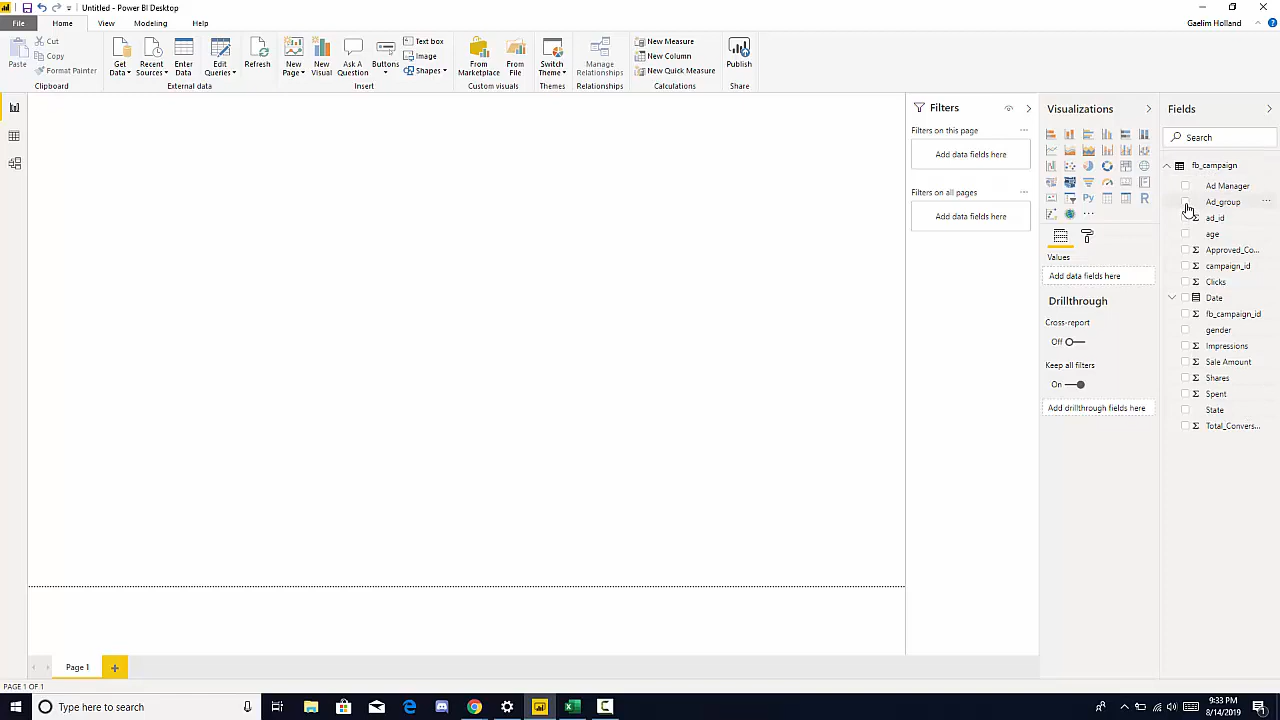 Untitled - Power BI Desktop
File
Home
View
Modeling
Help
Gaelim Holland
Paste
Cut
Copy
Format Painter
Clipboard
Get Data
Recent Sources
Enter Data
Edit Queries
Refresh
External data
New Page
New Visual
Ask A Question
Buttons
Text box
Image
Shapes
Insert
From Marketplace
From File
Custom visuals
Switch Theme
Themes
Manage Relationships
Relationships
New Measure
New Column
New Quick Measure
Calculations
Publish
Share
Filters
Filters on this page
Add data fields here
Filters on all pages
Add data fields here
Visualizations
Py
R
Values
Add data fields here
Drillthrough
Cross-report
Off
Keep all filters
On
Add drillthrough fields here
Fields
Search
fb_campaign
Ad Manager
Ad_group
ad_id
age
Approved_Co...
campaign_id
Clicks
Date
fb_campaign_id
gender
Impressions
Sale Amount
Shares
Spent
State
Total_Convers...
Page 1
PAGE 1 OF 1
Type here to search
9:33 PM
8/14/2019